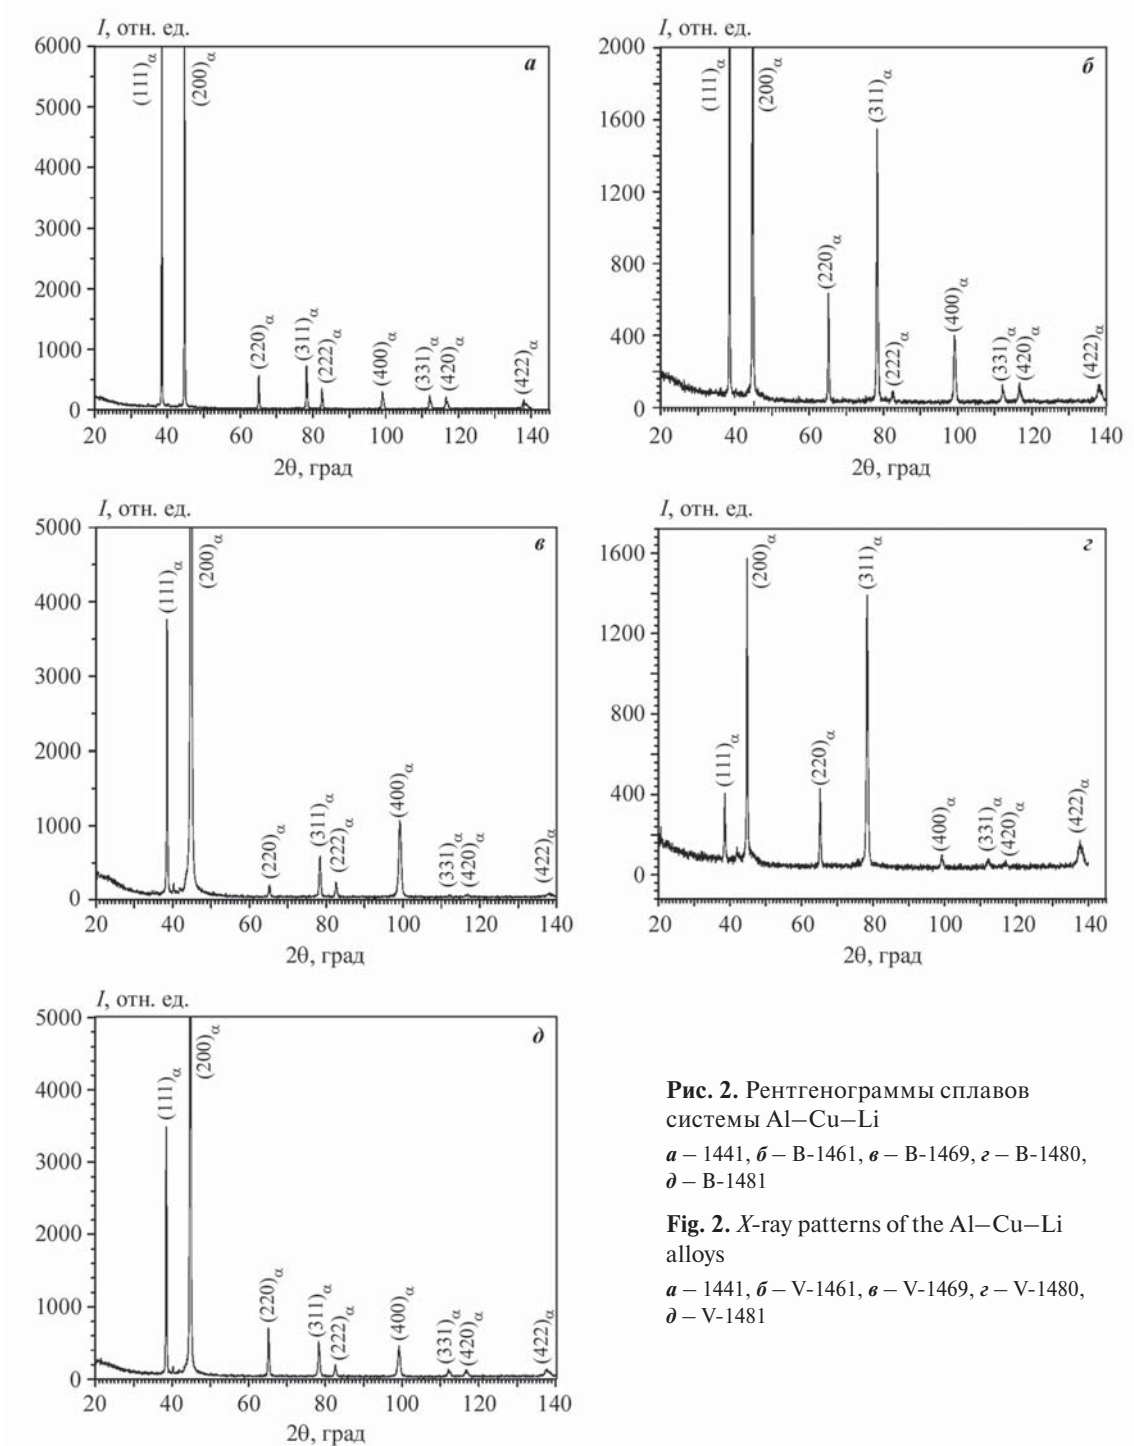 I, отн. ед.
6000
5000
4000
3000
2000
1000
0
(111)α
(200)α
(220)α
(311)α
(222)α
(400)α
(331)α
(420)α
(422)α
а
20 40 60 80 100 120 140
2θ, град
I, отн. ед.
2000
1600
1200
800
400
0
(111)α
(200)α
(220)α
(311)α
(222)α
(400)α
(331)α
(420)α
(422)α
б
20 40 60 80 100 120 140
2θ, град
I, отн. ед.
5000
4000
3000
2000
1000
0
(111)α
(200)α
(220)α
(311)α
(222)α
(400)α
(331)α
(420)α
(422)α
в
20 40 60 80 100 120 140
2θ, град
I, отн. ед.
1600
1200
800
400
0
(111)α
(200)α
(220)α
(311)α
(400)α
(331)α
(420)α
(422)α
г
20 40 60 80 100 120 140
2θ, град
I, отн. ед.
5000
4000
3000
2000
1000
0
(111)α
(200)α
(220)α
(311)α
(222)α
(400)α
(331)α
(420)α
(422)α
д
20 40 60 80 100 120 140
2θ, град
Рис. 2. Рентгенограммы сплавов
системы Al–Cu–Li
а – 1441, б – В-1461, в – В-1469, г – В-1480,
д – В-1481
Fig. 2. X-ray patterns of the Al–Cu–Li
alloys
а – 1441, б – V-1461, в – V-1469, г – V-1480,
д – V-1481